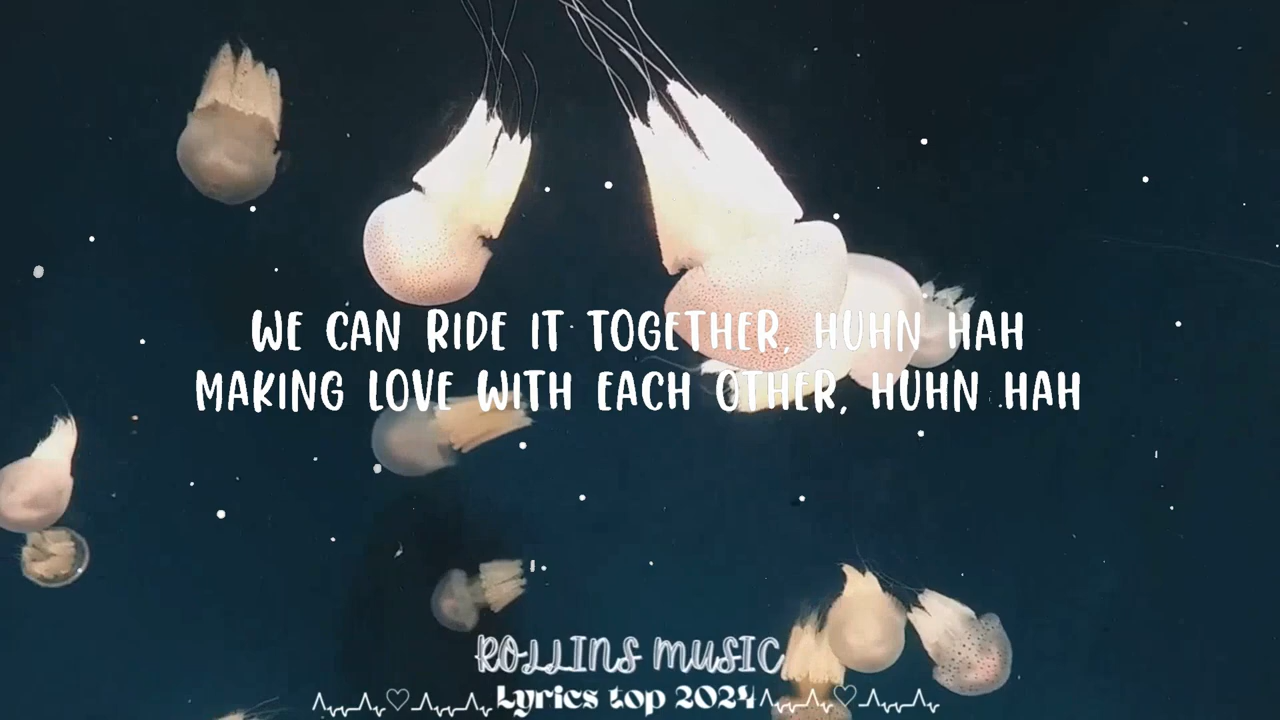 WE CAN RIDE IT TOGETHER, HUHN HAH
MAKING LOVE WITH EACH OTHER, HUHN HAH
ROLLINS MUSIC
Lyrics top 2024